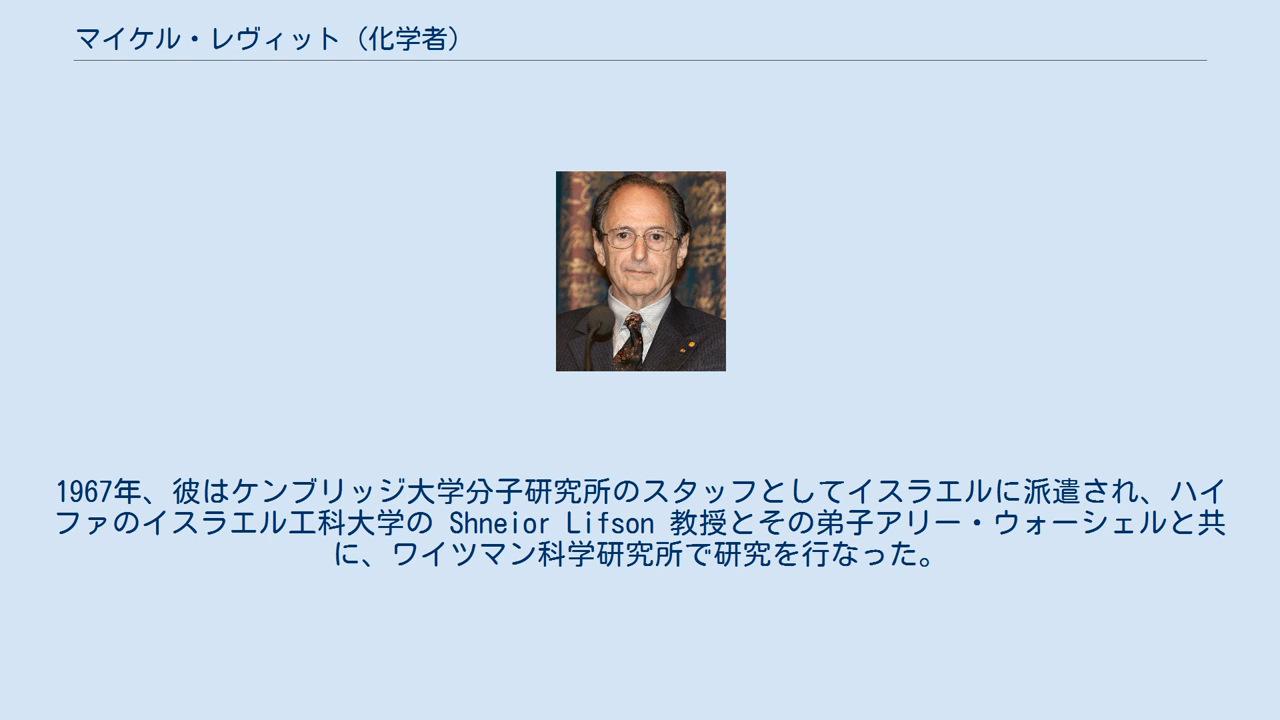 マイケル・レヴィット（化学者）
1967年、彼はケンブリッジ大学分子研究所のスタッフとしてイスラエルに派遣され、ハイ
ファのイスラエル工科大学の Shneior Lifson 教授とその弟子アリー・ウォーシェルと共
に、ワイツマン科学研究所で研究を行なった。